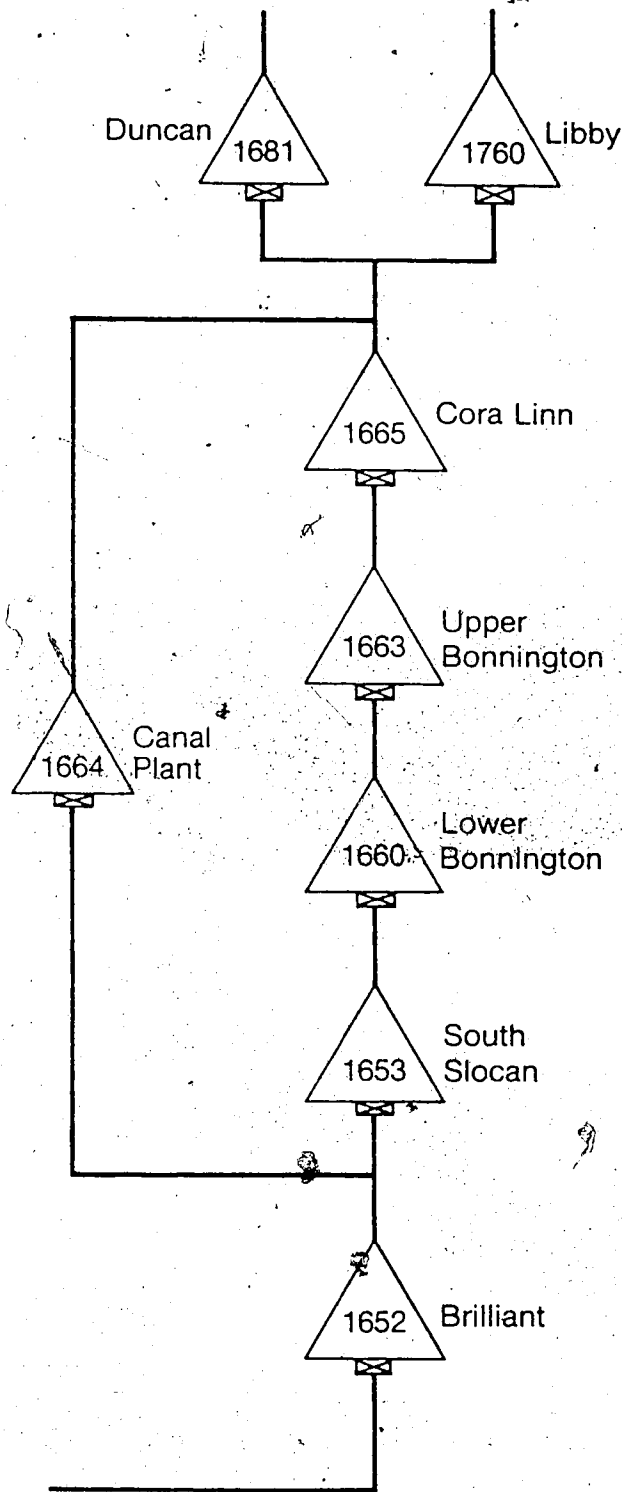 Duncan
1681
1760
Libby
1665
Cora Linn
1663
Upper
Bonnington
1664
Canal
Plant
1660
Lower
Bonnington
1653
South
Slocan
1652
Brilliant